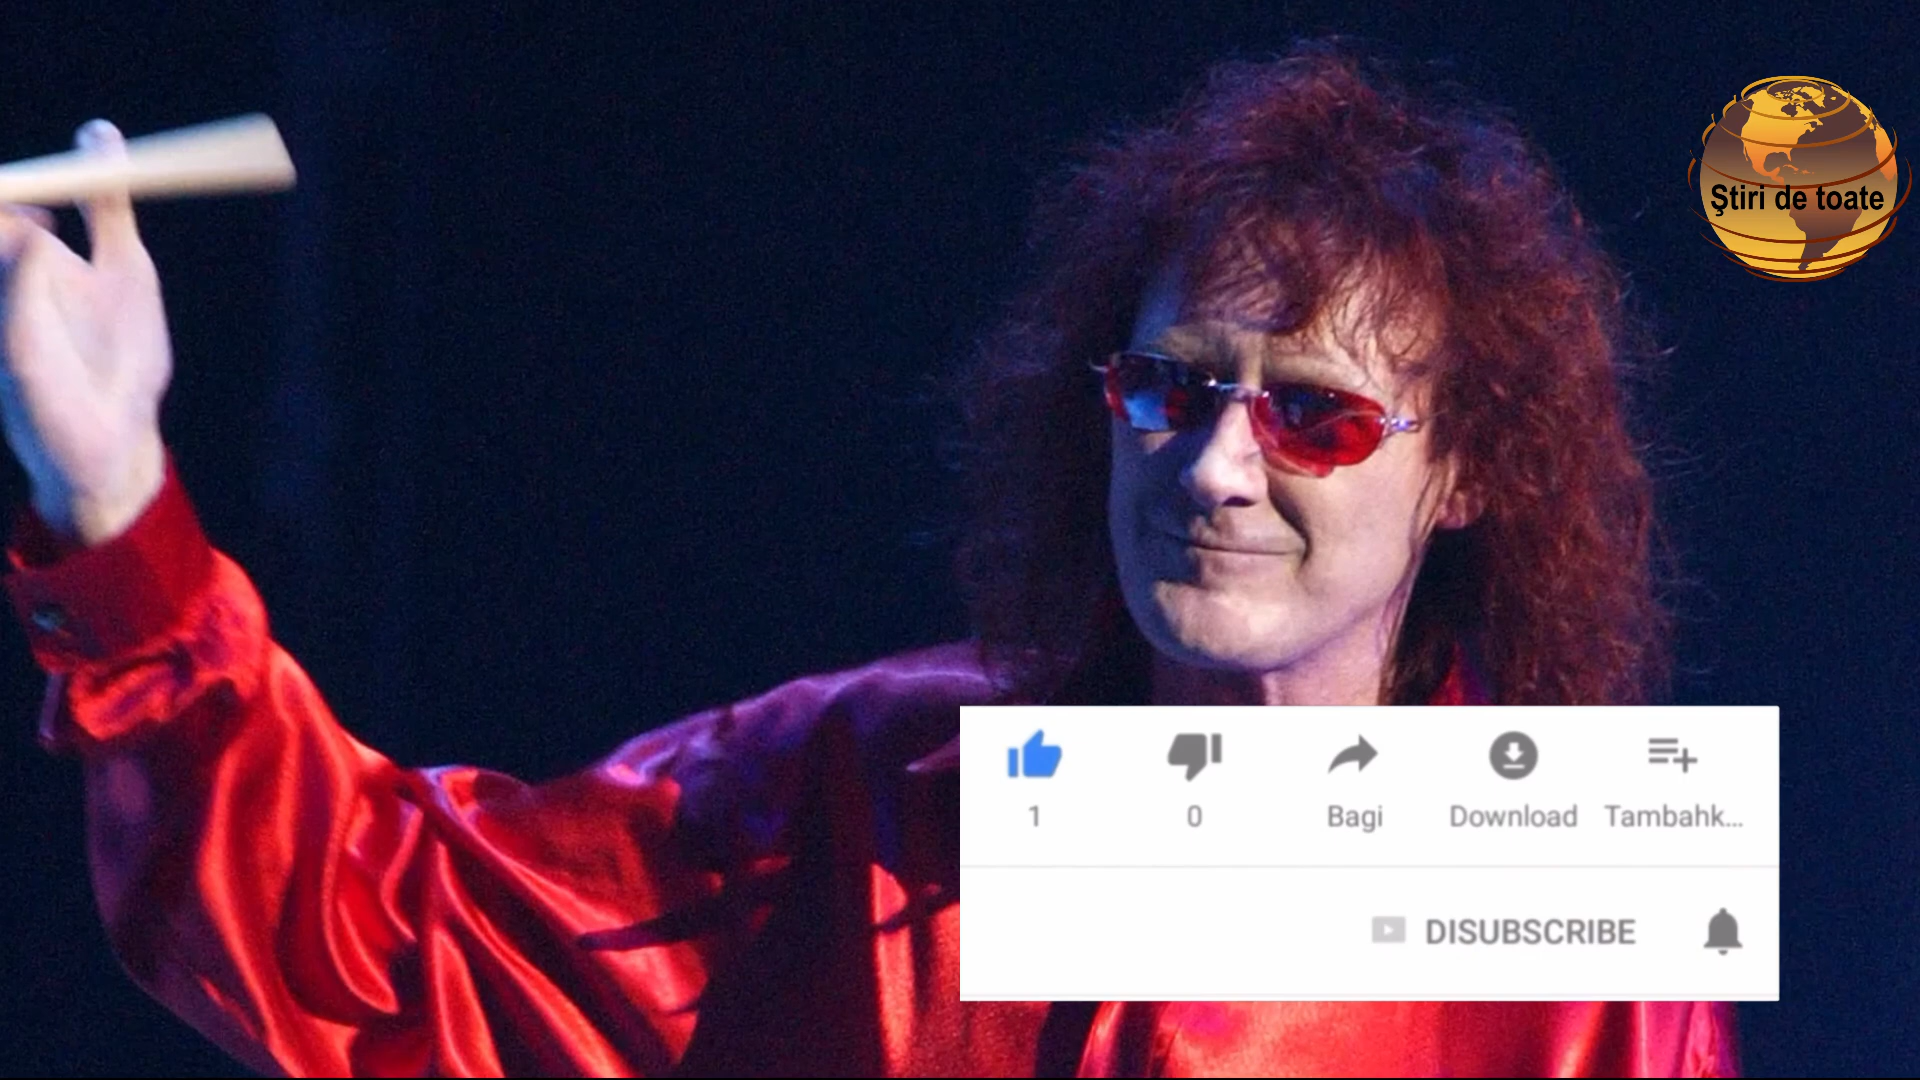 Ştiri de toate
1
0
Bagi
Download
Tambahk...
DISUBSCRIBE